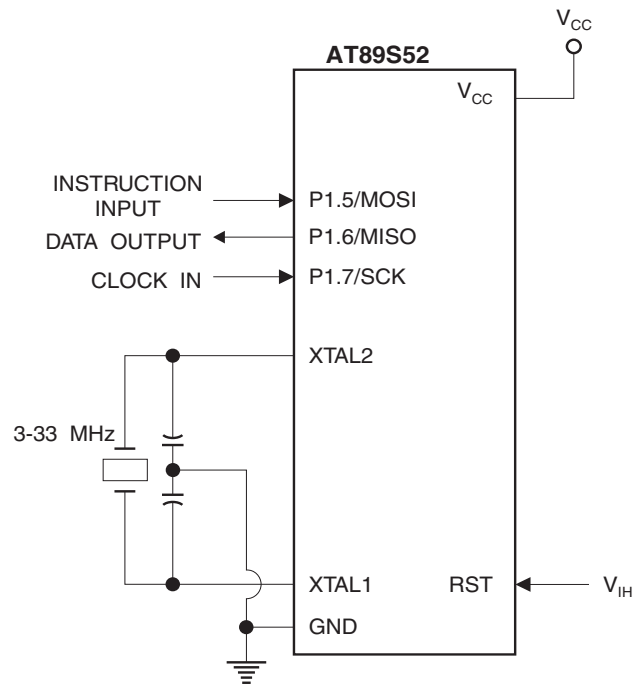 V_CC
AT89S52
V_CC
INSTRUCTION
INPUT
P1.5/MOSI
DATA OUTPUT
P1.6/MISO
CLOCK IN
P1.7/SCK
XTAL2
3-33 MHz
XTAL1
RST
V_IH
GND